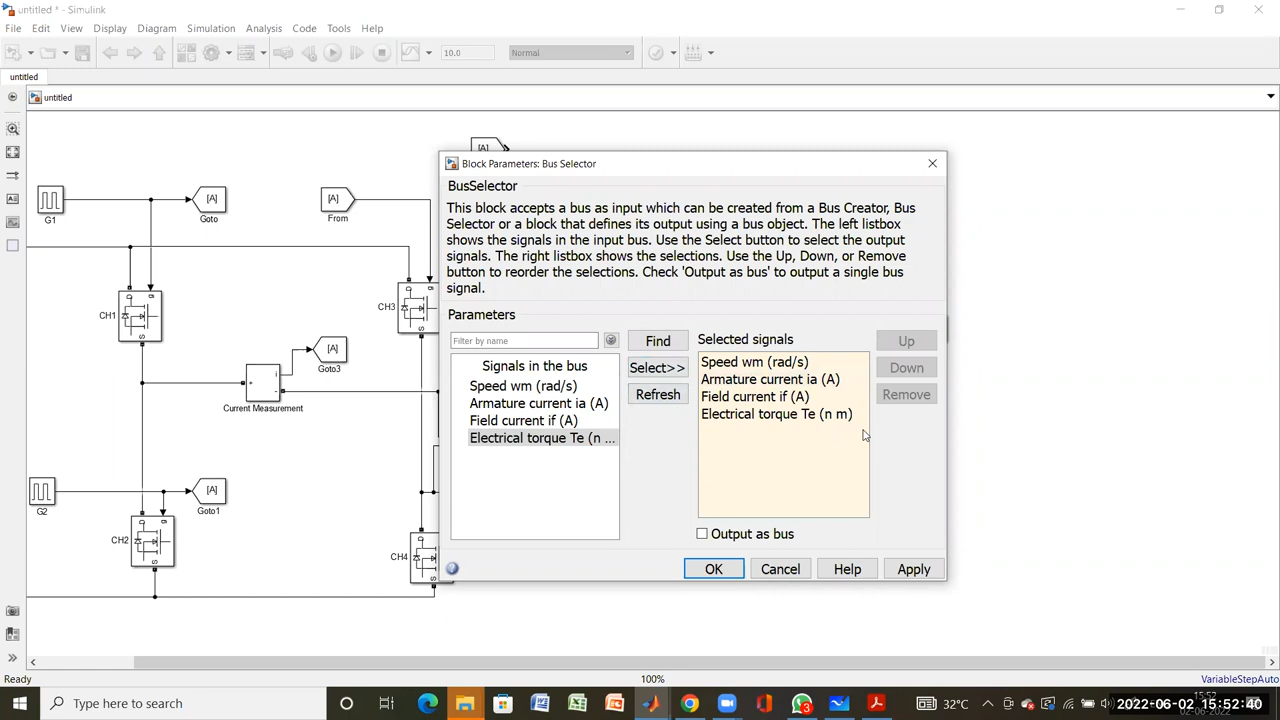 untitled * - Simulink
File Edit View Display Diagram Simulation Analysis Code Tools Help
10.0 Normal
untitled
untitled
[A]
Block Parameters: Bus Selector
BusSelector
This block accepts a bus as input which can be created from a Bus Creator, Bus
Selector or a block that defines its output using a bus object. The left listbox
shows the signals in the input bus. Use the Select button to select the output
signals. The right listbox shows the selections. Use the Up, Down, or Remove
button to reorder the selections. Check 'Output as bus' to output a single bus
signal.
Parameters
Filter by name
Find
Selected signals
Up
Signals in the bus
Select>>
Speed wm (rad/s)
Down
Speed wm (rad/s)
Armature current ia (A)
Armature current ia (A)
Refresh
Field current if (A)
Remove
Field current if (A)
Electrical torque Te (n m)
Electrical torque Te (n ...
Output as bus
OK Cancel Help Apply
G1
[A]
Goto
[A]
From
CH1
g
D
S
CH3
g
D
S
[A]
Goto3
i
+
-
Current Measurement
G2
[A]
Goto1
CH2
g
D
S
CH4
g
D
S
Ready 100% VariableStepAuto
Type here to search
3
32°C
15:52
02-06-2022
2022-06-02 15:52:40